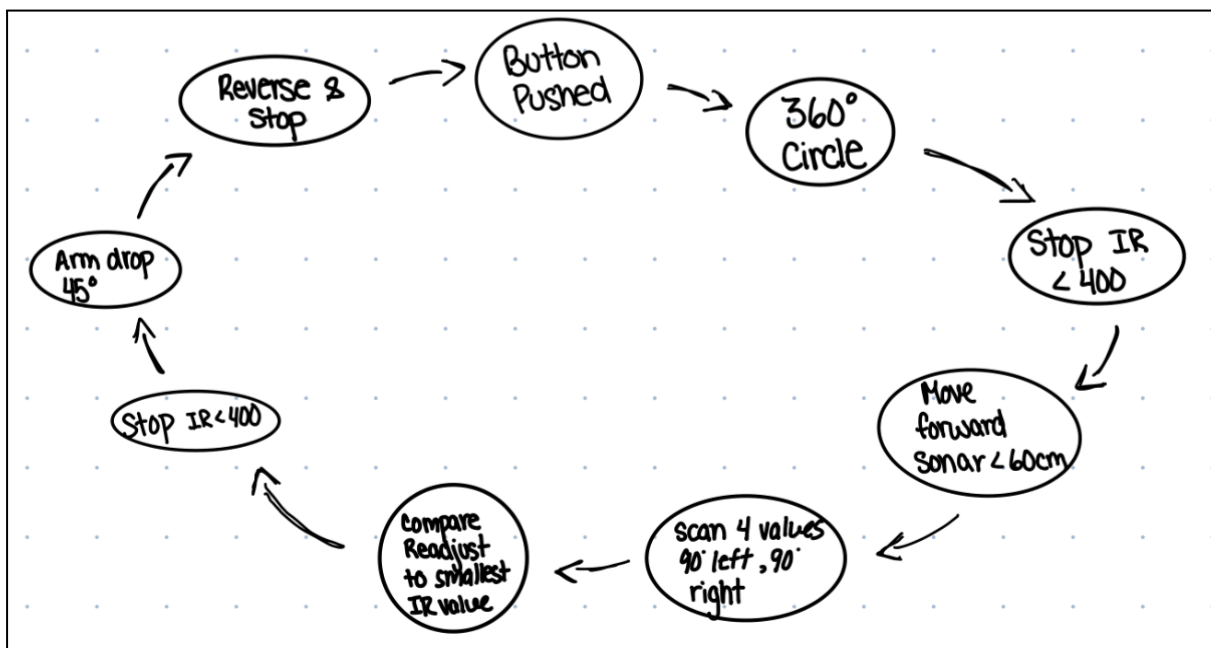 Button
Pushed
360°
Circle
Stop IR
< 400
Move
forward
sonar < 60cm
scan 4 values
90° left, 90°
right
Compare
Readjust
to smallest
IR value
Stop IR < 400
Arm drop
45°
Reverse &
Stop